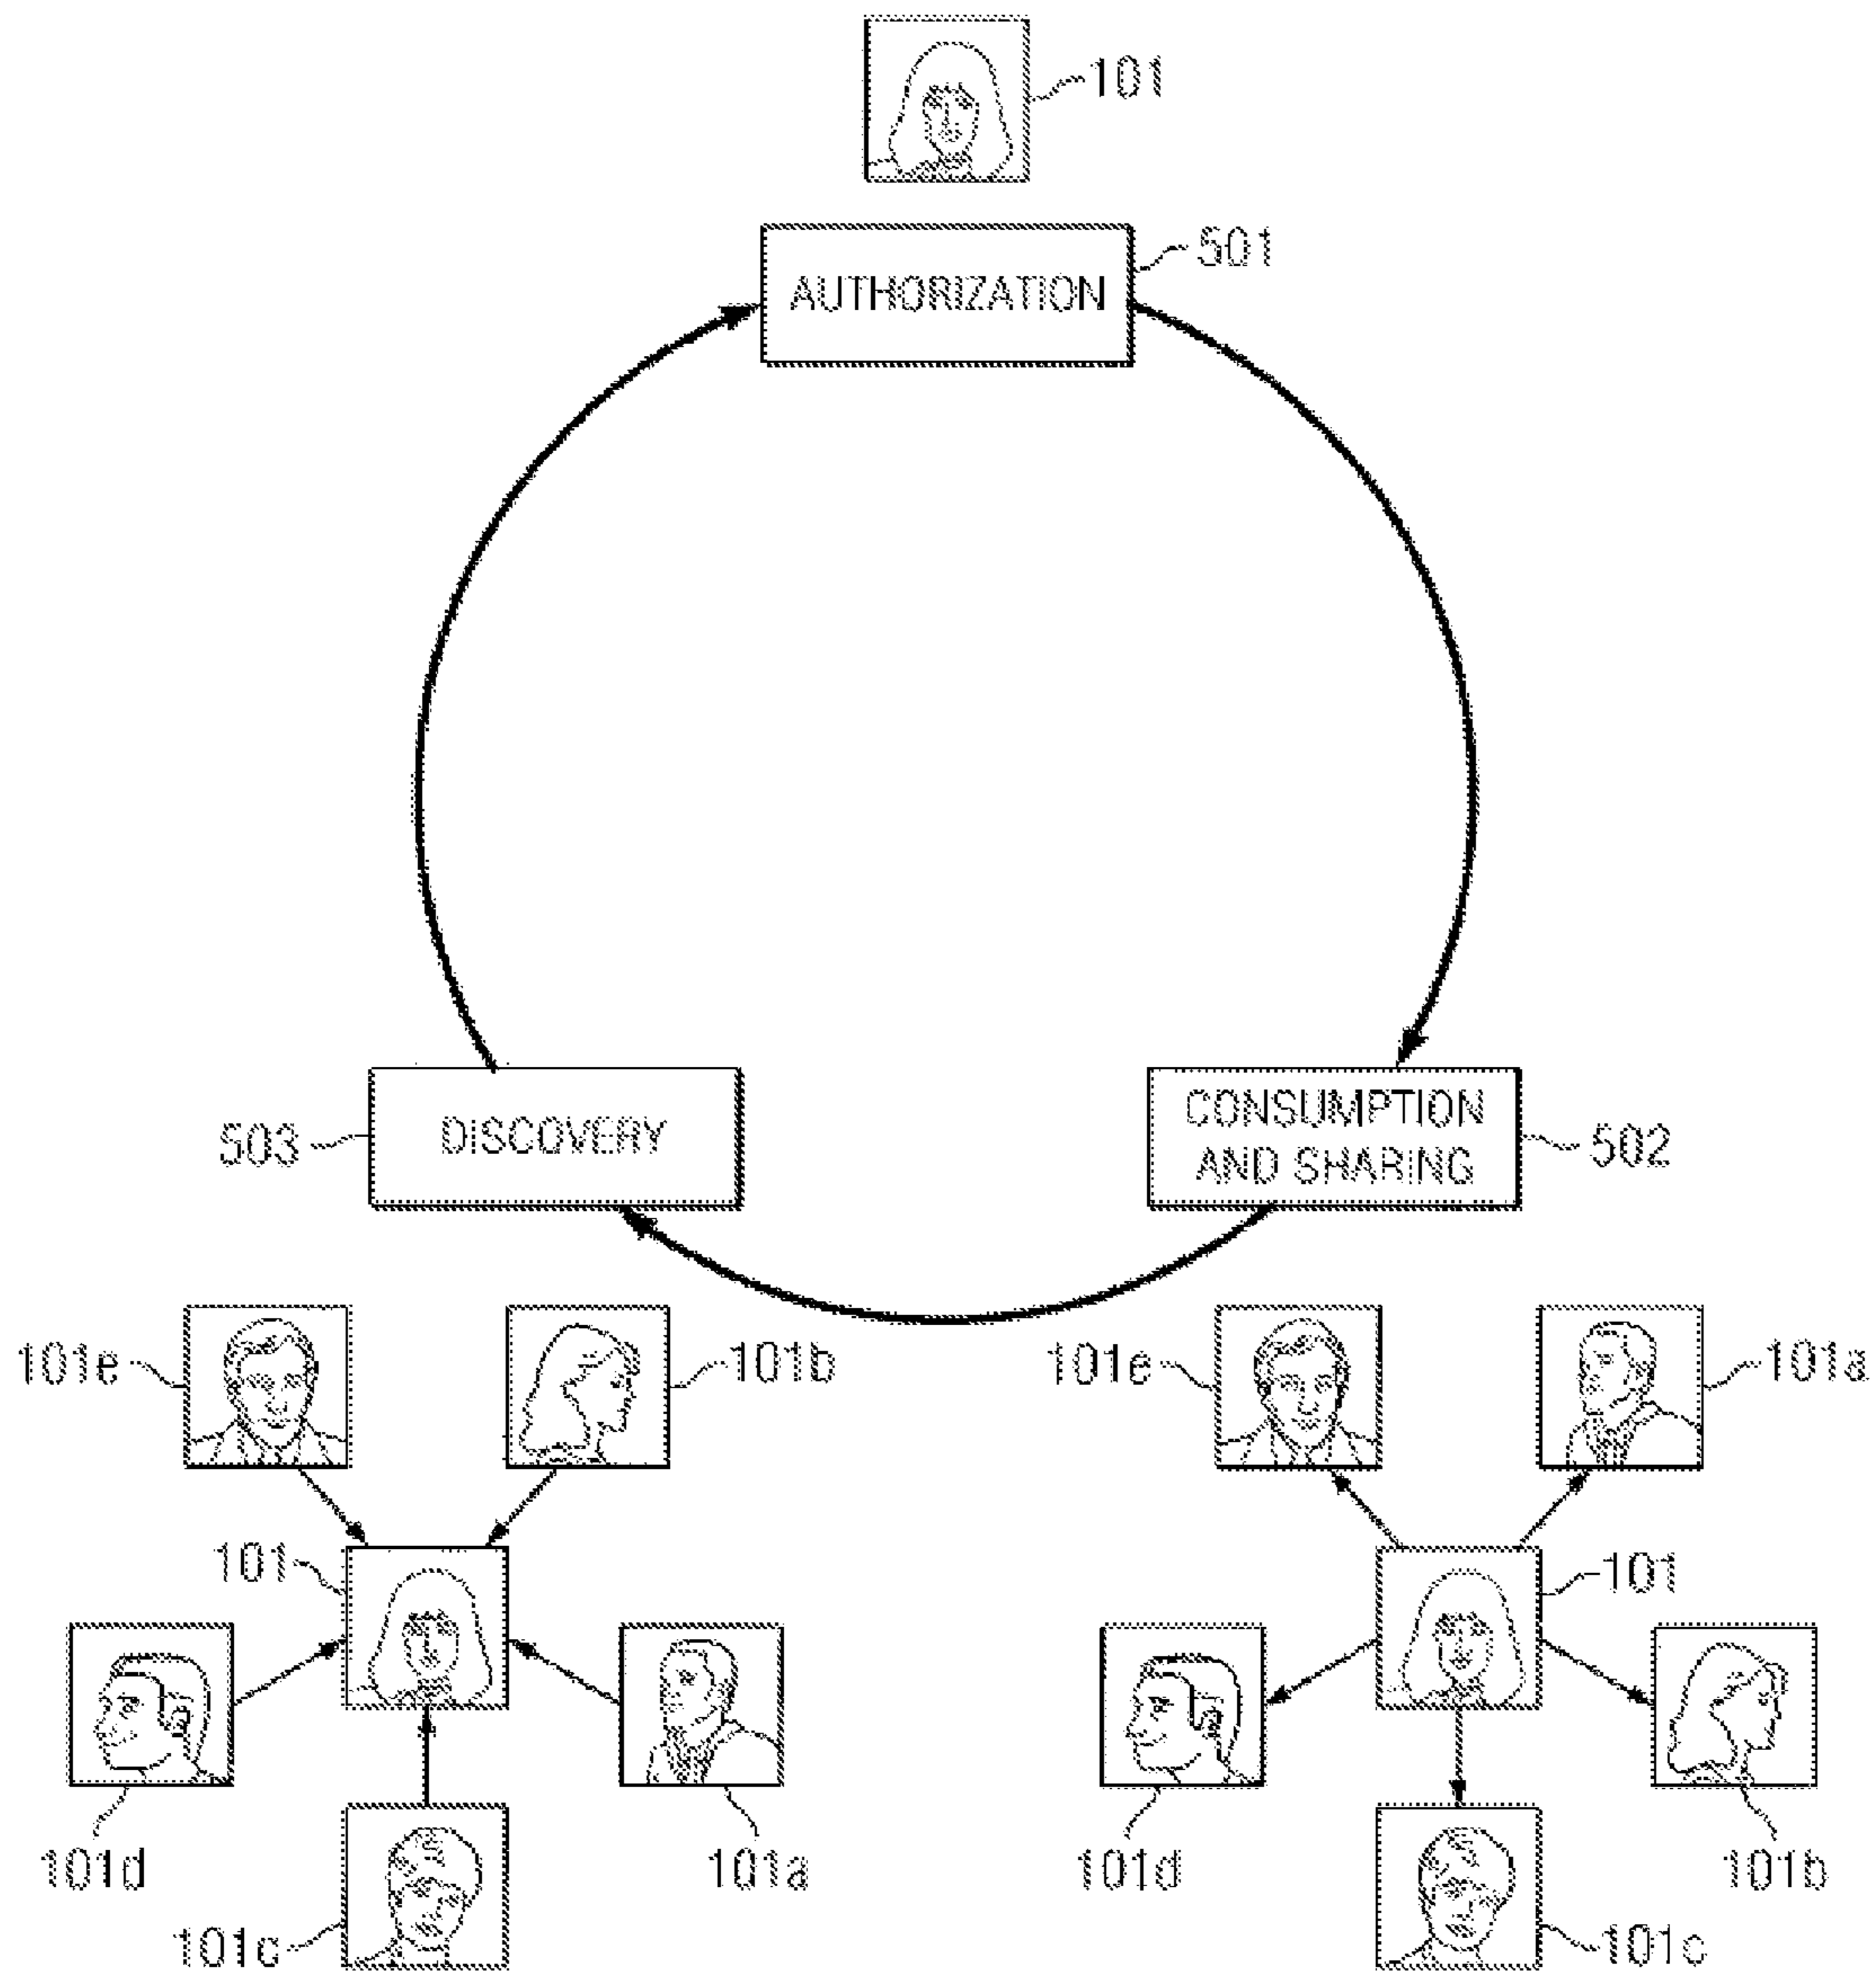 101
501
AUTHORIZATION
503
DISCOVERY
CONSUMPTION
AND SHARING
502
101e
101b
101e
101a
101
101
101d
101a
101d
101b
101c
101c